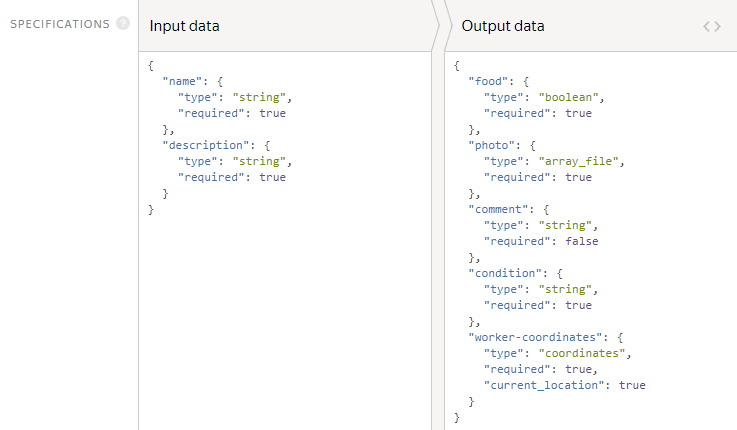 SPECIFICATIONS ?
Input data
{
  "name": {
    "type": "string",
    "required": true
  },
  "description": {
    "type": "string",
    "required": true
  }
}
Output data <>
{
  "food": {
    "type": "boolean",
    "required": true
  },
  "photo": {
    "type": "array_file",
    "required": true
  },
  "comment": {
    "type": "string",
    "required": false
  },
  "condition": {
    "type": "string",
    "required": true
  },
  "worker-coordinates": {
    "type": "coordinates",
    "required": true,
    "current_location": true
  }
}